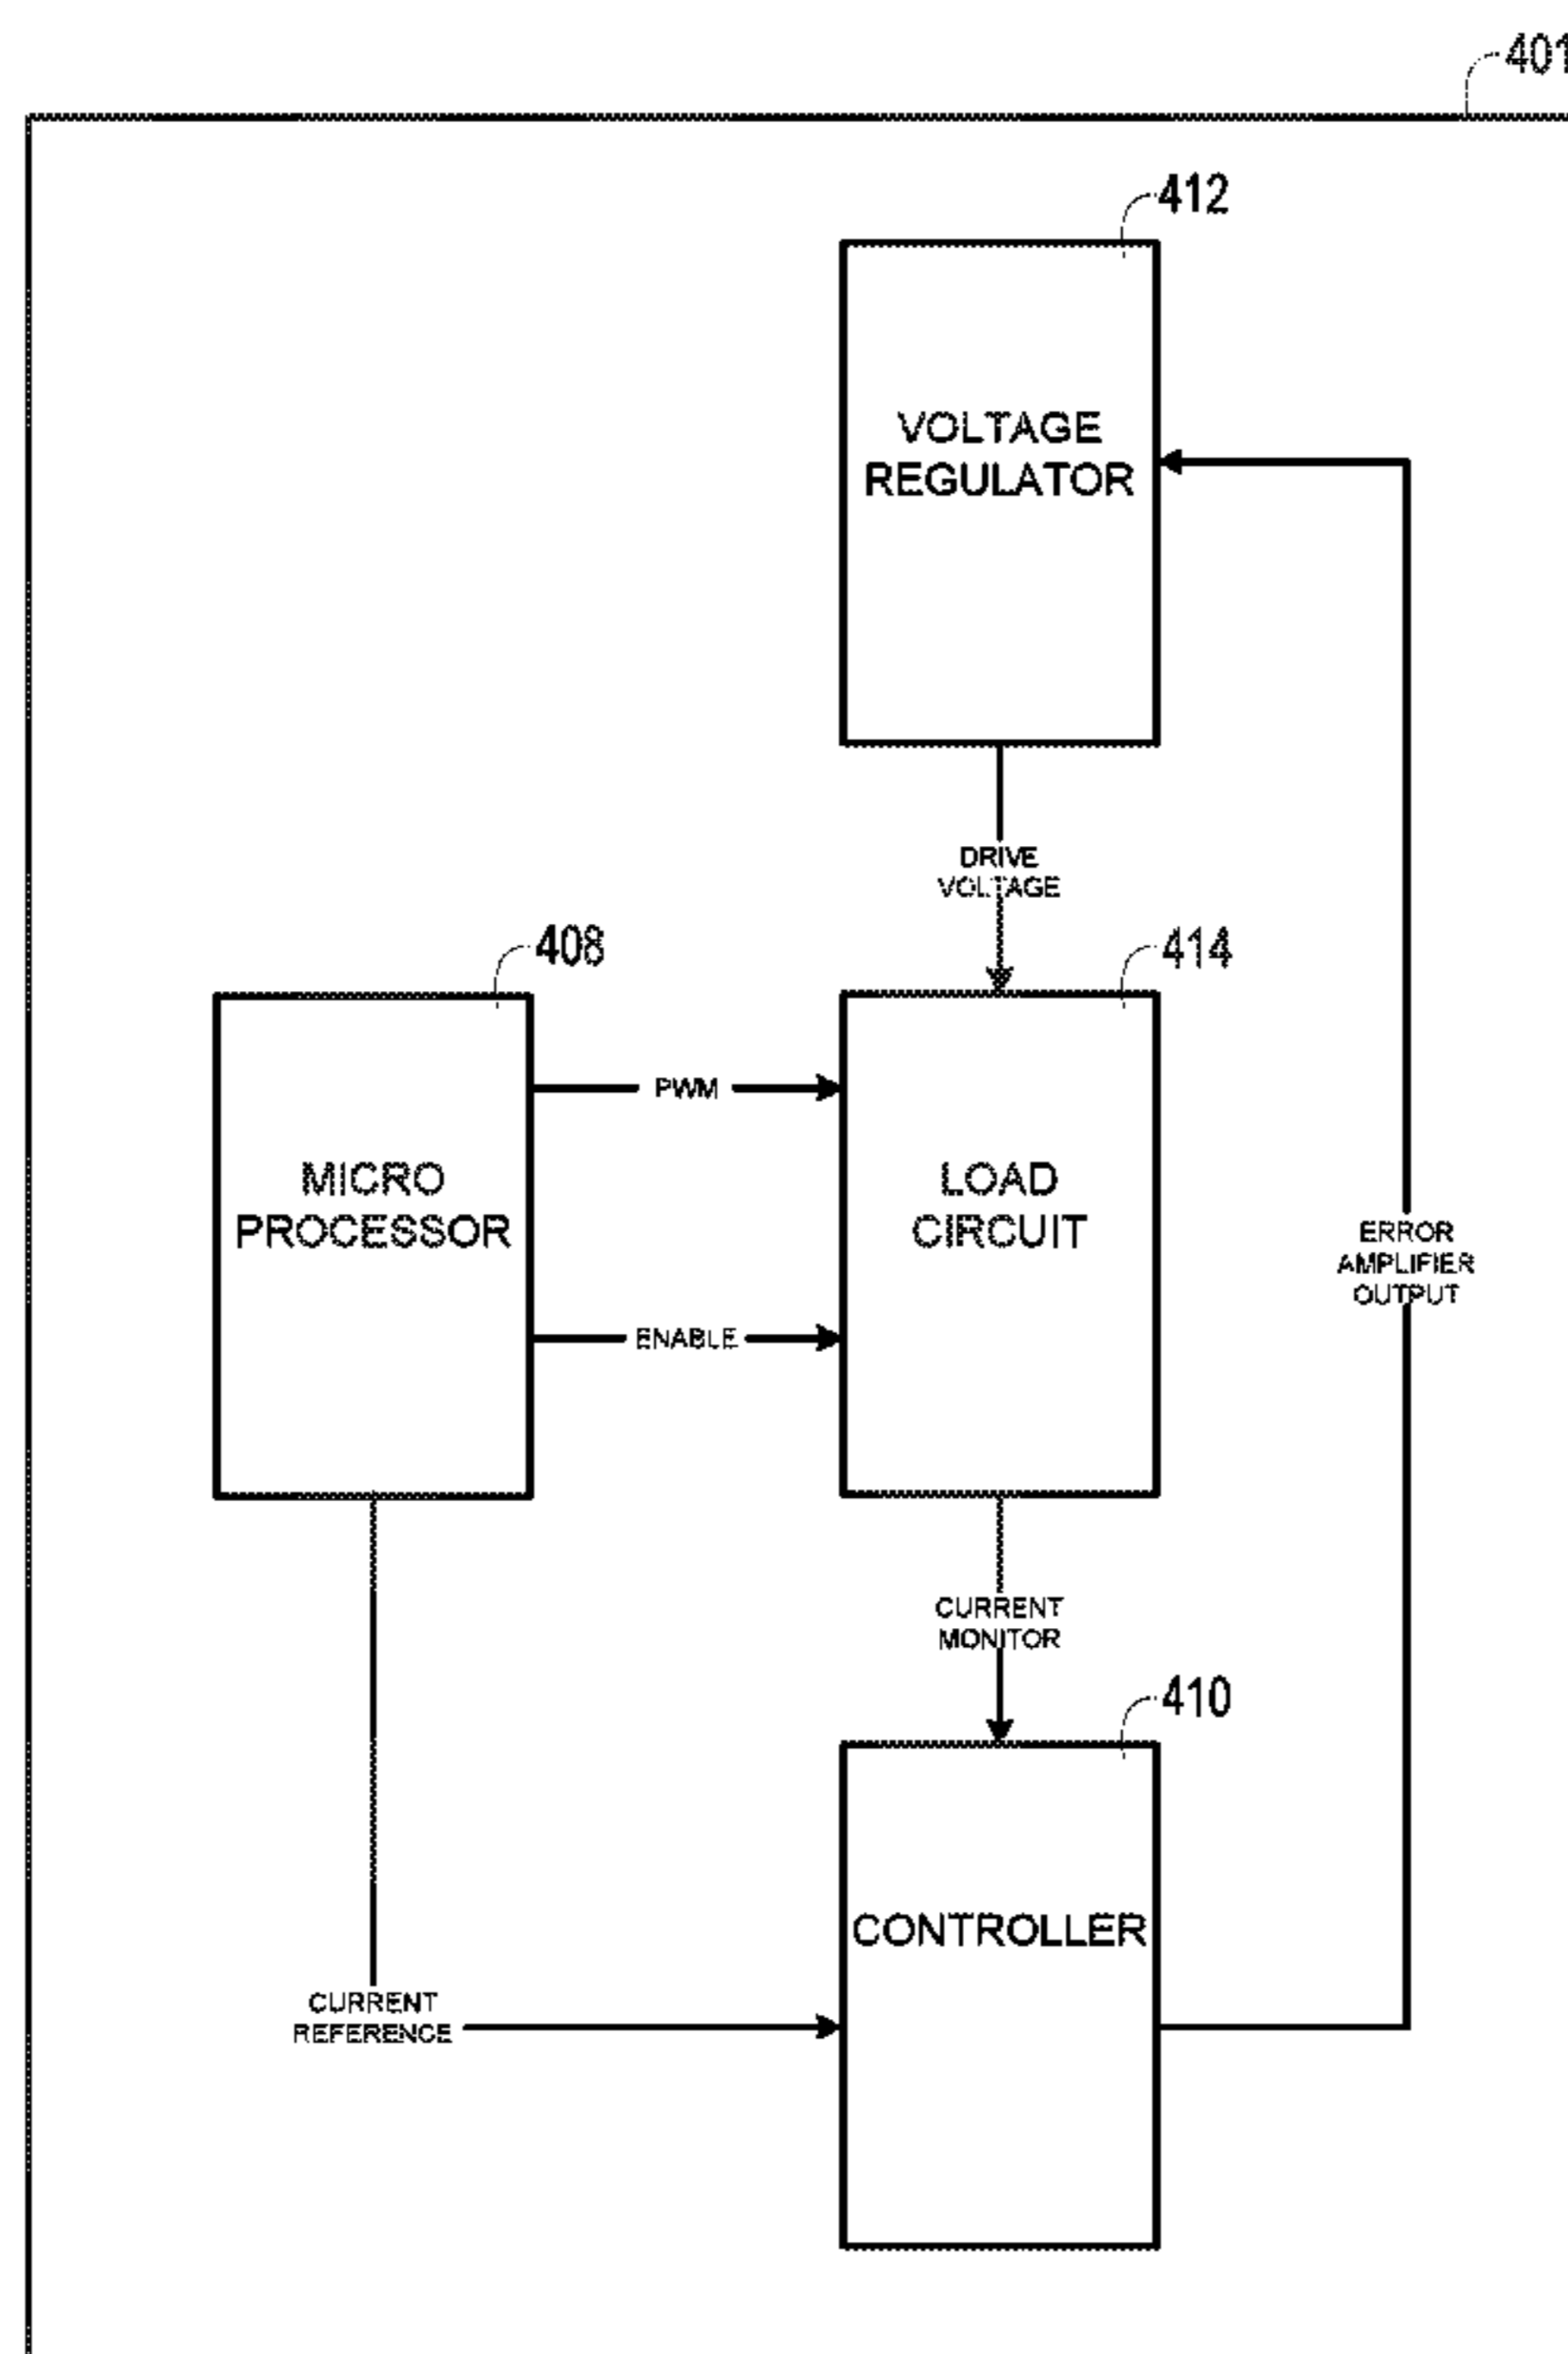 401
412
VOLTAGE
REGULATOR
DRIVE
VOLTAGE
408
414
PWM
MICRO
PROCESSOR
LOAD
CIRCUIT
ERROR
AMPLIFIER
OUTPUT
ENABLE
CURRENT
MONITOR
410
CONTROLLER
CURRENT
REFERENCE